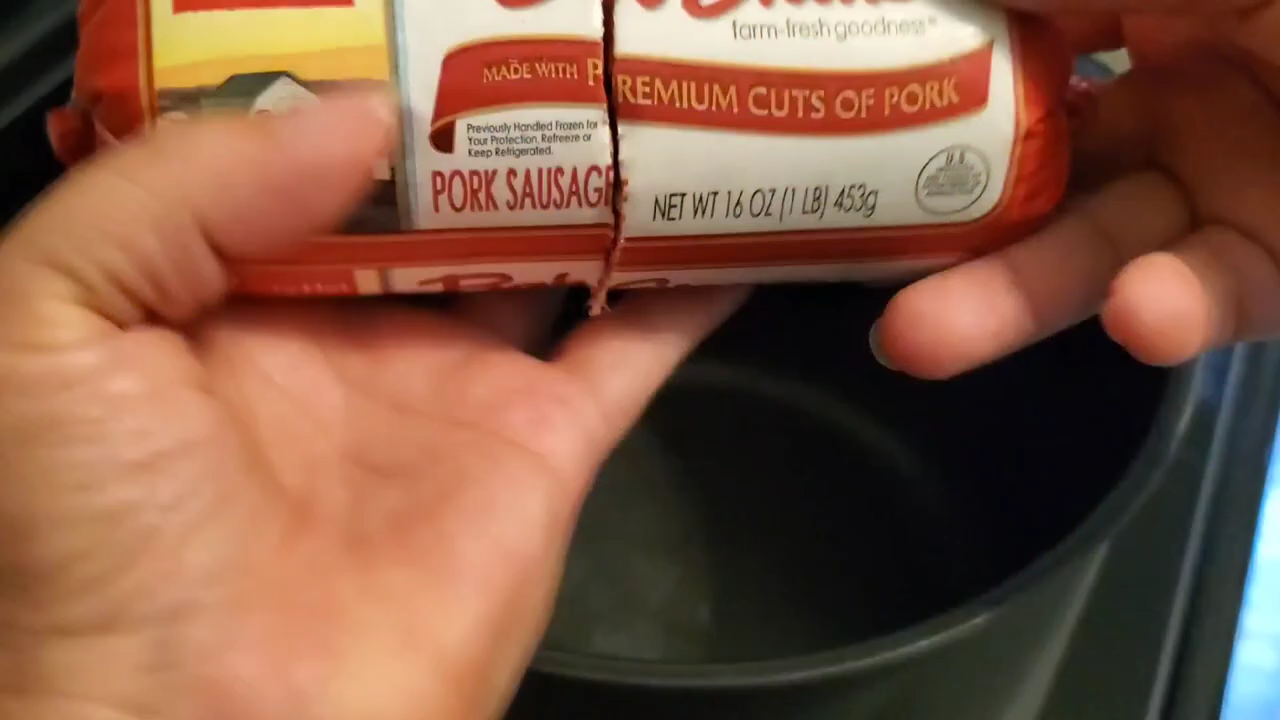 farm-fresh goodness
MADE WITH PREMIUM CUTS OF PORK
Previously Handled Frozen for
Your Protection, Refreeze or
Keep Refrigerated.
PORK SAUSAGE
NET WT 16 OZ (1 LB) 453g